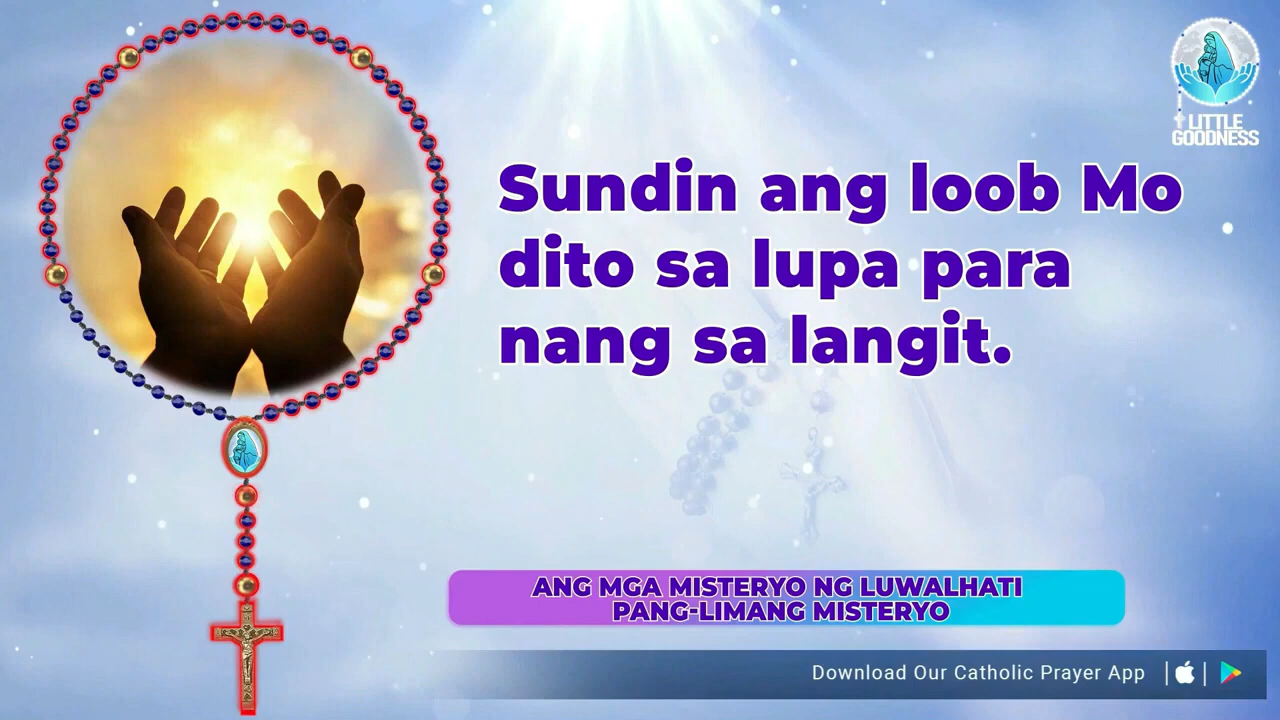 LITTLE
GOODNESS
Sundin ang loob Mo
dito sa lupa para
nang sa langit.
ANG MGA MISTERYO NG LUWALHATI
PANG-LIMANG MISTERYO
Download Our Catholic Prayer App